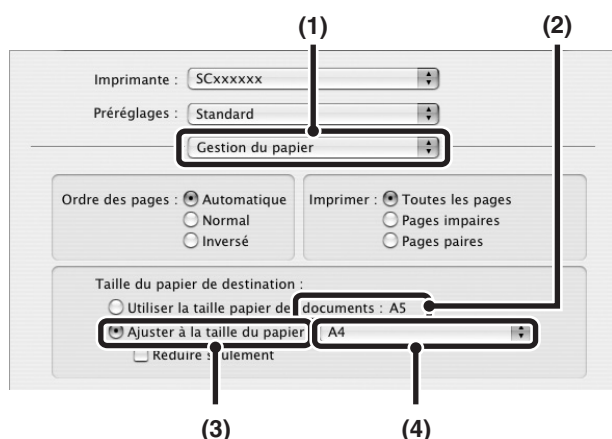 (1) (2)
Imprimante : SCxxxxxx
Préréglages : Standard
Gestion du papier
Ordre des pages : Automatique Imprimer : Toutes les pages
Normal Pages impaires
Inversé Pages paires
Taille du papier de destination :
Utiliser la taille papier des documents : A5
Ajuster à la taille du papier A4
Réduire seulement
(3) (4)